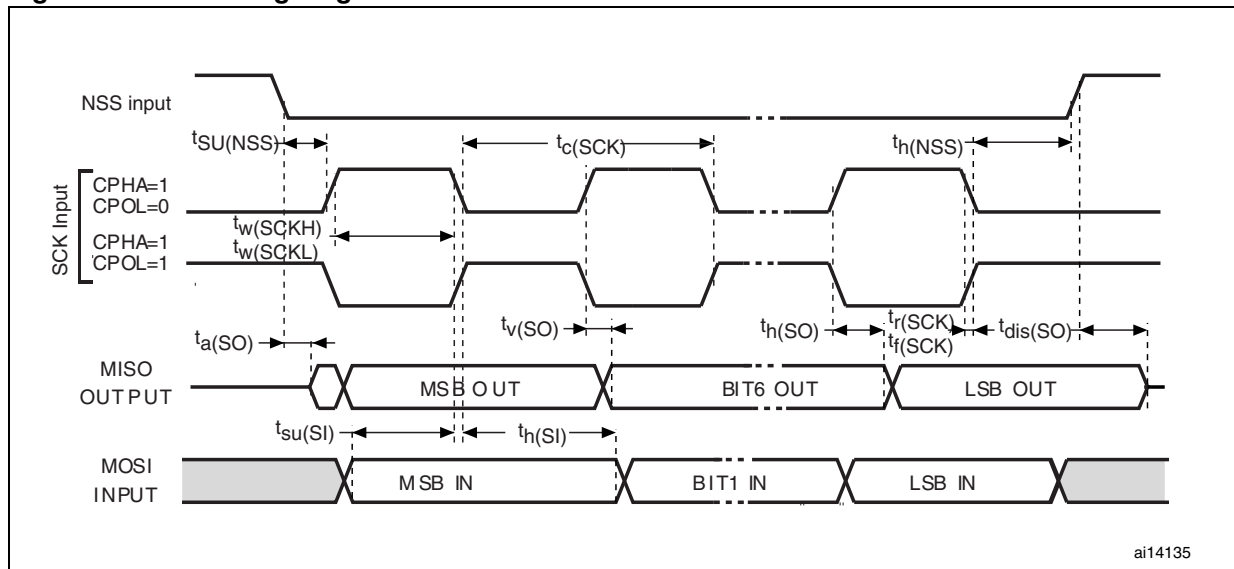 NSS input
tSU(NSS)
tc(SCK)
th(NSS)
SCK Input
CPHA=1
CPOL=0
tw(SCKH)
tw(SCKL)
CPHA=1
CPOL=1
ta(SO)
tv(SO)
th(SO)
tr(SCK)
tf(SCK)
tdis(SO)
MISO
OUTPUT
MSB OUT
BIT6 OUT
LSB OUT
tsu(SI)
th(SI)
MOSI
INPUT
MSB IN
BIT1 IN
LSB IN
ai14135